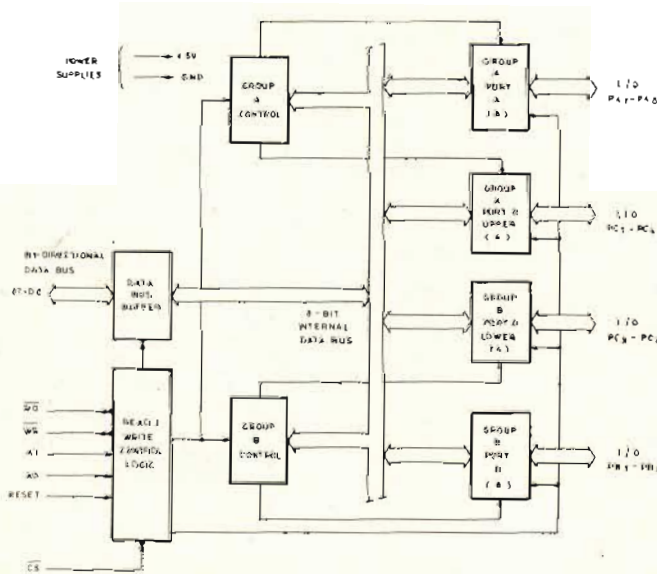 POWER
SUPPLIES
+5V
GND
GROUP
A
CONTROL
GROUP
A
PORT
A
(8)
I/O
PA7-PA0
GROUP
A
PORT C
UPPER
(4)
I/O
PC7-PC4
BI-DIRECTIONAL
DATA BUS
D7-D0
DATA
BUS
BUFFER
8-BIT
INTERNAL
DATA BUS
GROUP
B
PORT C
LOWER
(4)
I/O
PC3-PC0
RD
WR
A1
A0
RESET
CS
READ/
WRITE
CONTROL
LOGIC
GROUP
B
CONTROL
GROUP
B
PORT
B
(8)
I/O
PB7-PB0